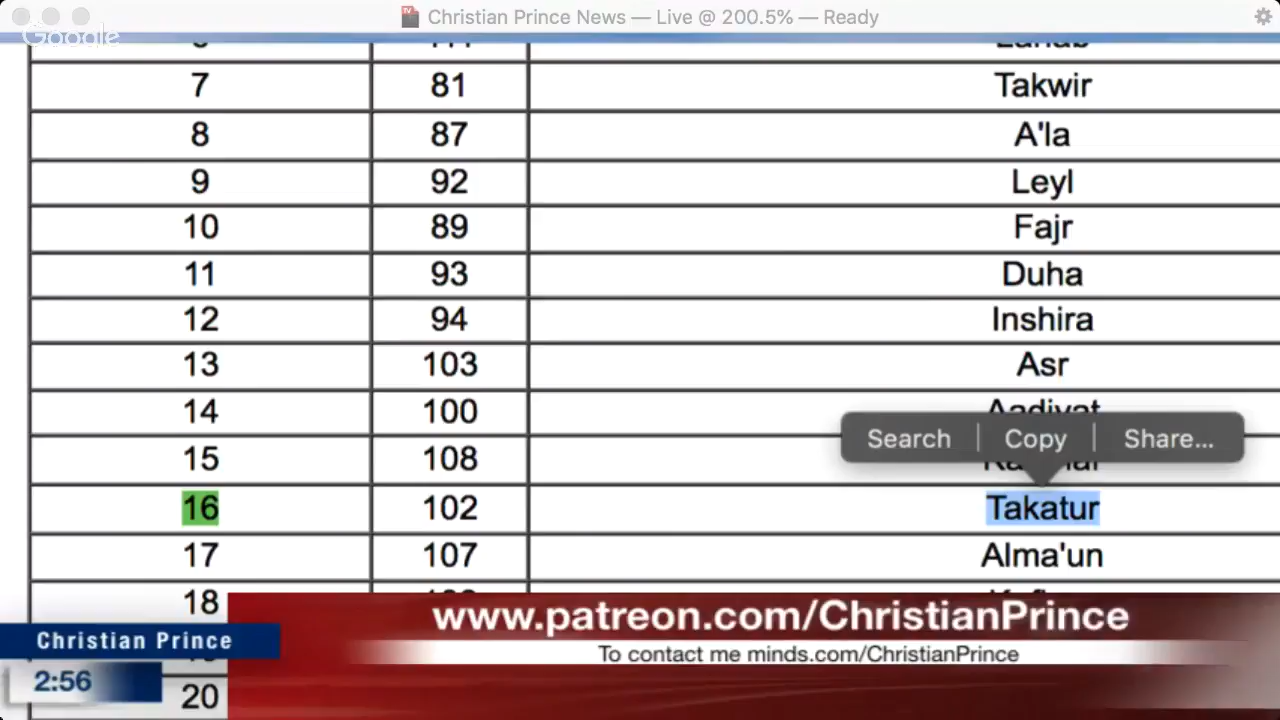 Christian Prince News — Live @ 200.5% — Ready
Google
7 81 Takwir
8 87 A'la
9 92 Leyl
10 89 Fajr
11 93 Duha
12 94 Inshira
13 103 Asr
14 100 Aadiyat
Search Copy Share...
15 108
16 102 Takatur
17 107 Alma'un
18
www.patreon.com/ChristianPrince
Christian Prince
To contact me minds.com/ChristianPrince
2:56
20